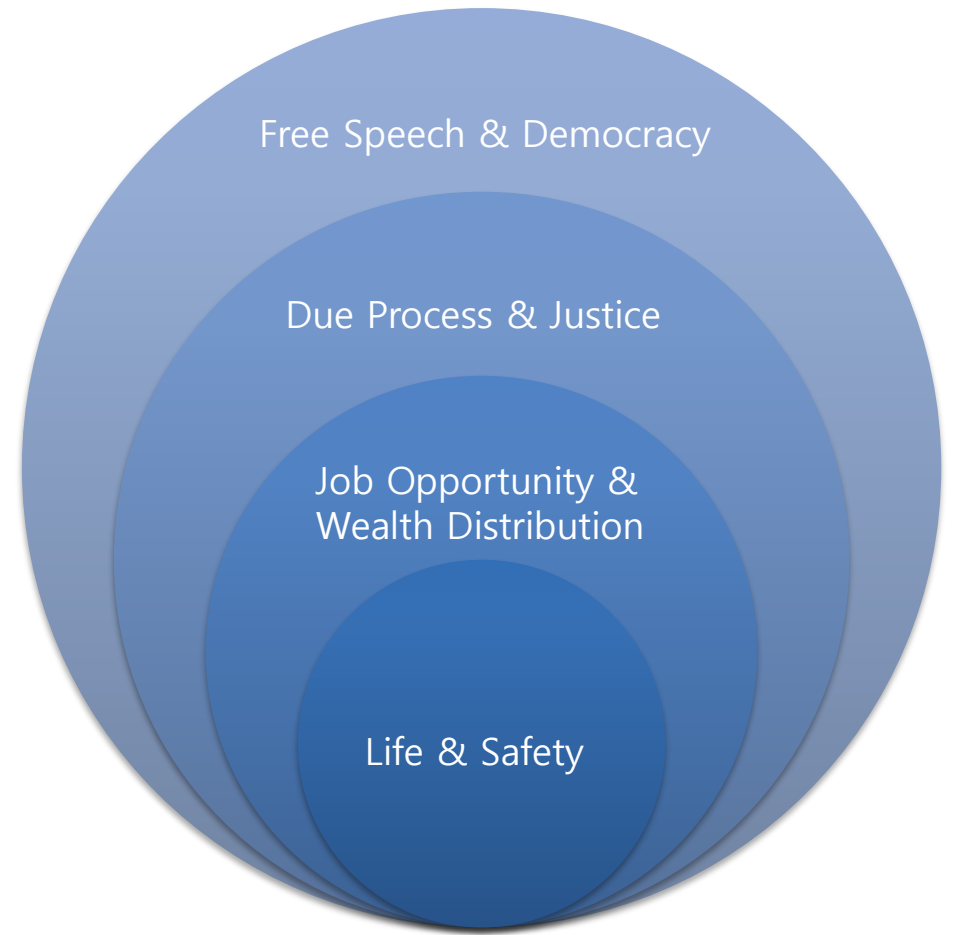 Free Speech & Democracy
Due Process & Justice
Job Opportunity &
Wealth Distribution
Life & Safety